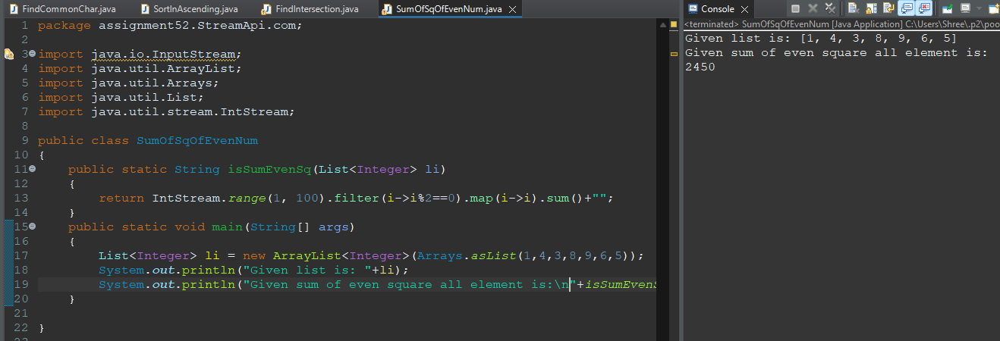 FindCommonChar.java SortInAscending.java FindIntersection.java SumOfSqOfEvenNum.java
1 package assignment52.StreamApi.com;
2
3 import java.io.InputStream;
4 import java.util.ArrayList;
5 import java.util.Arrays;
6 import java.util.List;
7 import java.util.stream.IntStream;
8
9 public class SumOfSqOfEvenNum
10 {
11 public static String isSumEvenSq(List<Integer> li)
12 {
13 return IntStream.range(1, 100).filter(i->i%2==0).map(i->i).sum()+"";
14 }
15 public static void main(String[] args)
16 {
17 List<Integer> li = new ArrayList<Integer>(Arrays.asList(1,4,3,8,9,6,5));
18 System.out.println("Given list is: "+li);
19 System.out.println("Given sum of even square all element is:\n"+isSumEvenS
20 }
21
22 }
Console
<terminated> SumOfSqOfEvenNum [Java Application] C:\Users\Shree\.p2\poo
Given list is: [1, 4, 3, 8, 9, 6, 5]
Given sum of even square all element is:
2450